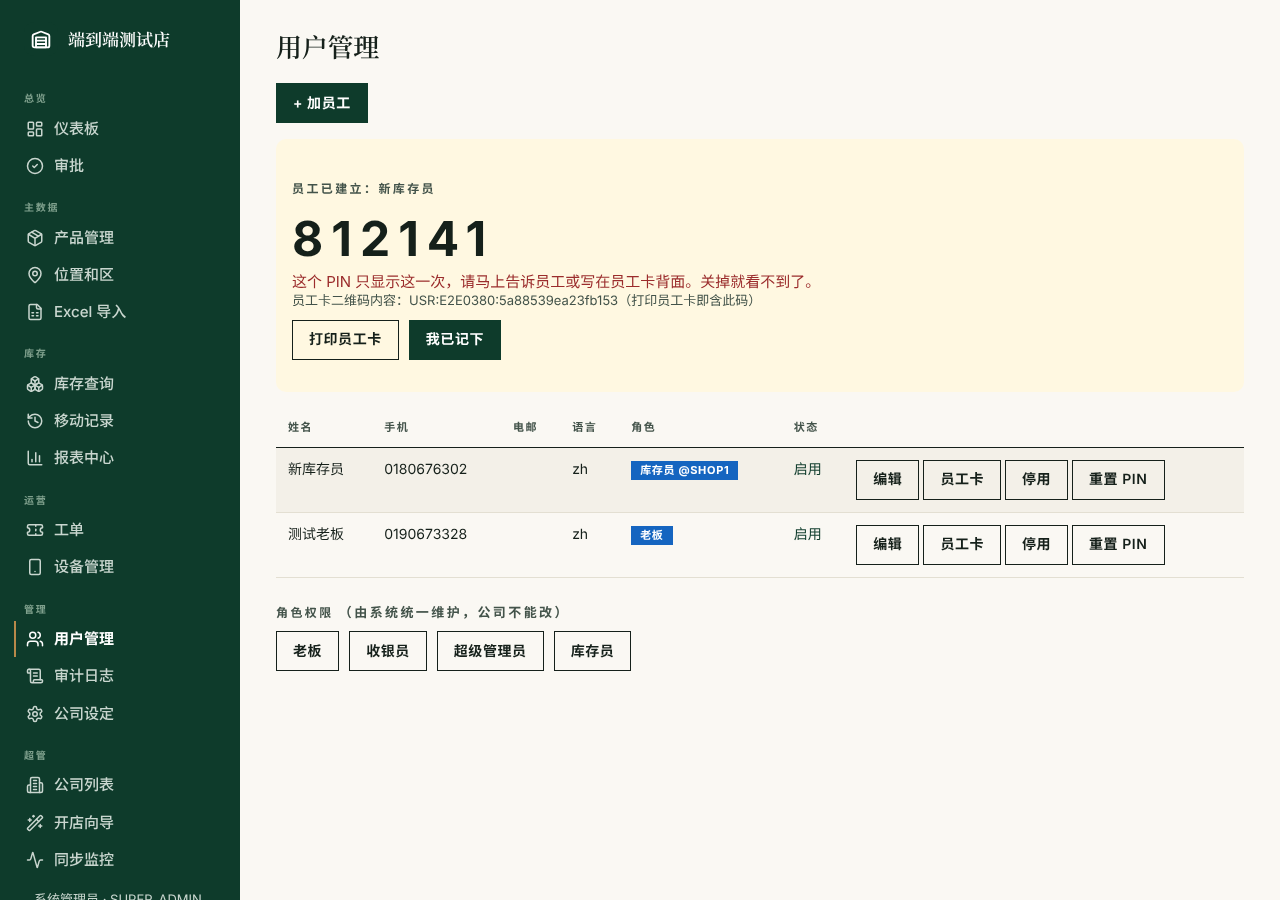 端到端测试店
总览
仪表板
审批
主数据
产品管理
位置和区
Excel 导入
库存
库存查询
移动记录
报表中心
运营
工单
设备管理
管理
用户管理
审计日志
公司设定
超管
公司列表
开店向导
同步监控
系统管理员 · SUPER_ADMIN
用户管理
+ 加员工
员工已建立：新库存员
812141
这个 PIN 只显示这一次，请马上告诉员工或写在员工卡背面。关掉就看不到了。
员工卡二维码内容：USR:E2E0380:5a88539ea23fb153（打印员工卡即含此码）
打印员工卡 我已记下
姓名 手机 电邮 语言 角色 状态
新库存员 0180676302 zh 库存员 @SHOP1 启用 编辑 员工卡 停用 重置 PIN
测试老板 0190673328 zh 老板 启用 编辑 员工卡 停用 重置 PIN
角色权限 （由系统统一维护，公司不能改）
老板 收银员 超级管理员 库存员